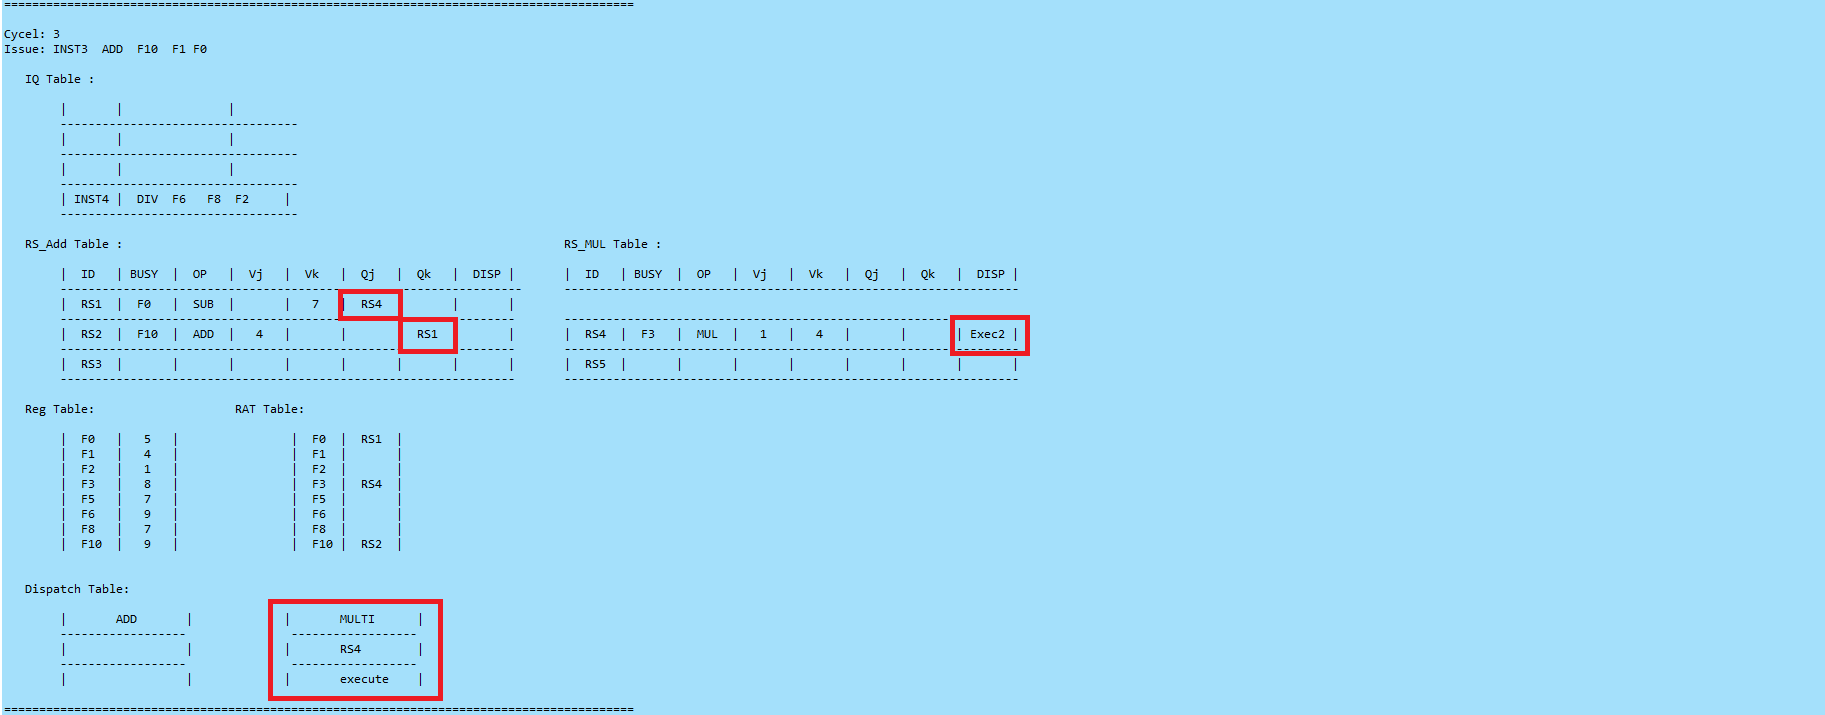 ==========================================================================================
Cycel: 3
Issue: INST3  ADD  F10  F1 F0
IQ Table :
|       |               |
----------------------------------
|       |               |
----------------------------------
|       |               |
----------------------------------
| INST4 |  DIV  F6   F8  F2     |
----------------------------------
RS_Add Table :                    RS_MUL Table :
|  ID   | BUSY  |  OP   |  Vj   |  Vk   |  Qj   |  Qk   |  DISP |      |  ID   | BUSY  |  OP   |  Vj   |  Vk   |  Qj   |  Qk   |  DISP |
------------------------------------------------------------------      -----------------------------------------------------------------
|  RS1  |  F0   |  SUB  |       |   7   |  RS4          |       |
-----------------------------------------------------------------      -----------------------------------------------------------------
|  RS2  |  F10  |  ADD  |   4   |       |          RS1          |      |  RS4  |  F3   |  MUL  |   1   |   4   |       |       | Exec2 |
-----------------------------------------------------------------      -----------------------------------------------------------------
|  RS3  |       |       |       |       |       |       |       |      |  RS5  |       |       |       |       |       |       |       |
-----------------------------------------------------------------      -----------------------------------------------------------------
Reg Table:                    RAT Table:
|  F0   |   5   |                |  F0  |  RS1  |
|  F1   |   4   |                |  F1  |       |
|  F2   |   1   |                |  F2  |       |
|  F3   |   8   |                |  F3  |  RS4  |
|  F5   |   7   |                |  F5  |       |
|  F6   |   9   |                |  F6  |       |
|  F8   |   7   |                |  F8  |       |
|  F10  |   9   |                |  F10 |  RS2  |
Dispatch Table:
|       ADD       |             |       MULTI      |
------------------               ------------------
|                 |             |       RS4        |
------------------               ------------------
|                 |             |       execute    |
==========================================================================================